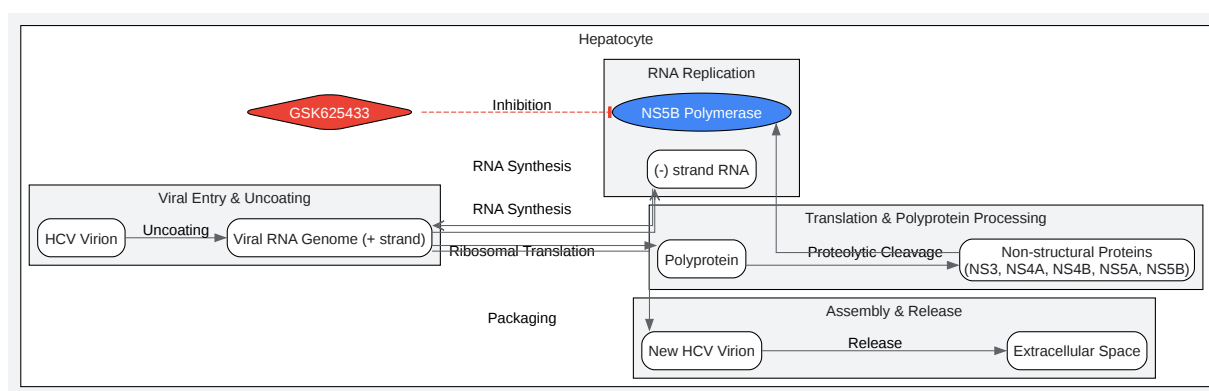 Hepatocyte
RNA Replication
GSK625433
Inhibition
NS5B Polymerase
RNA Synthesis
(-) strand RNA
Viral Entry & Uncoating
RNA Synthesis
Translation & Polyprotein Processing
HCV Virion
Uncoating
Viral RNA Genome (+ strand)
Ribosomal Translation
Polyprotein
Proteolytic Cleavage
Non-structural Proteins
(NS3, NS4A, NS4B, NS5A, NS5B)
Packaging
Assembly & Release
New HCV Virion
Release
Extracellular Space